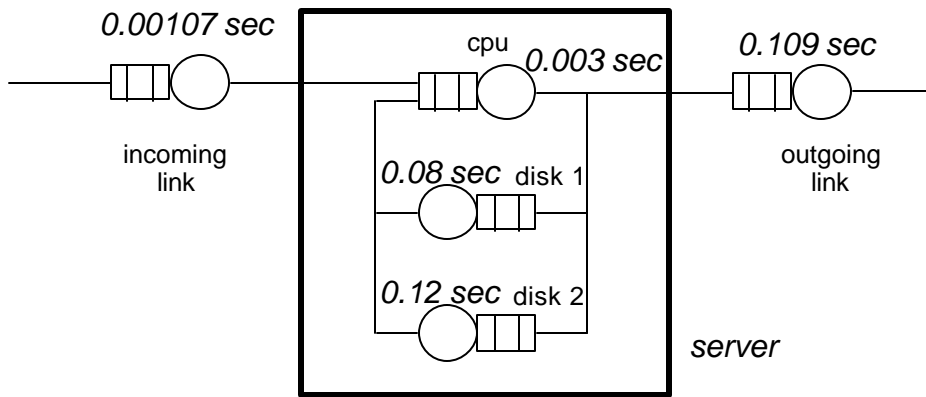 0.00107 sec
cpu
0.003 sec
0.109 sec
incoming
link
outgoing
link
0.08 sec disk 1
0.12 sec disk 2
server